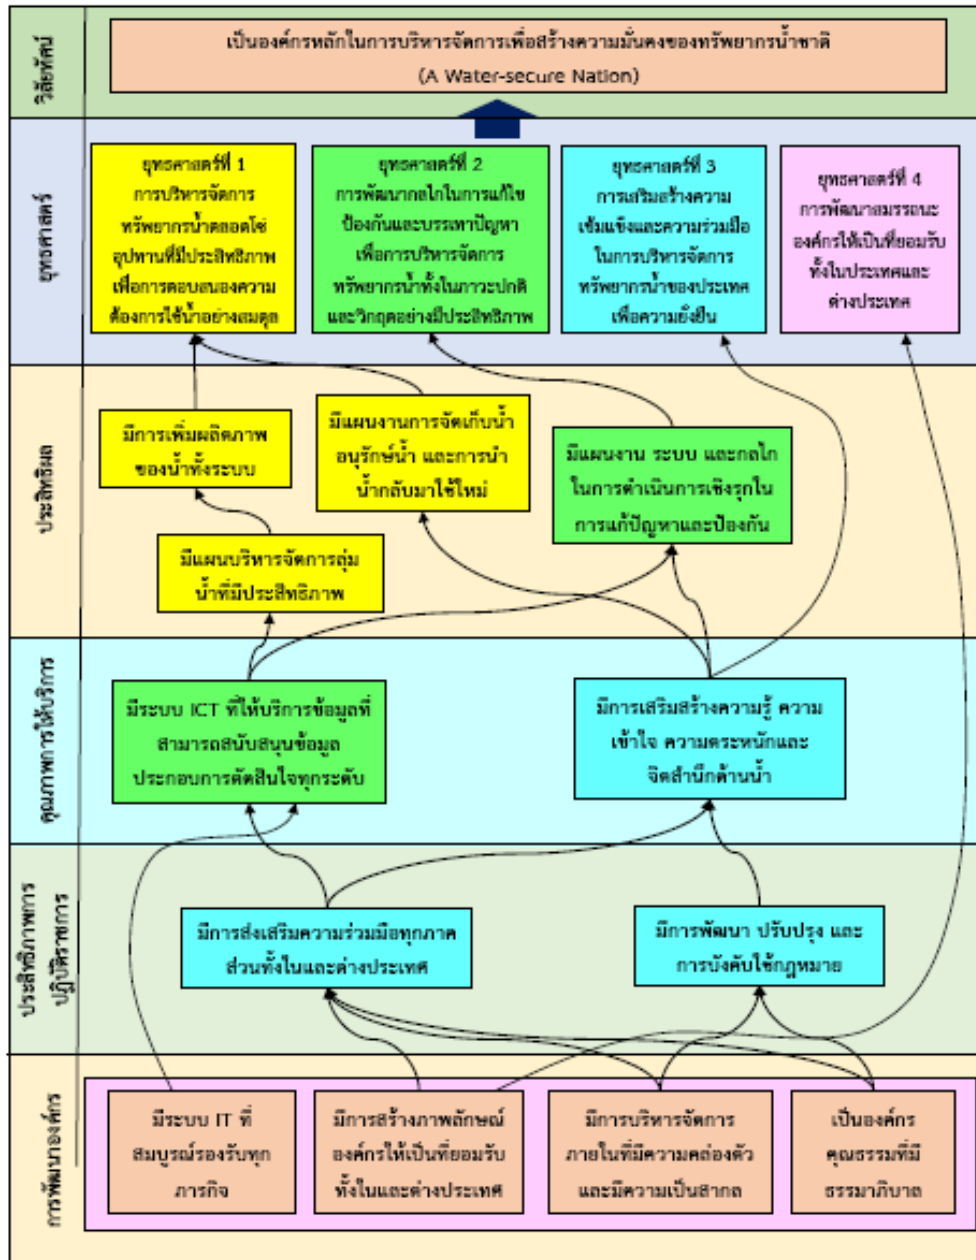 วิสัยทัศน์
เป็นองค์กรหลักในการบริหารจัดการเพื่อสร้างความมั่นคงของทรัพยากรน้ำชาติ
(A Water-secure Nation)
ยุทธศาสตร์
ยุทธศาสตร์ที่ 1
การบริหารจัดการ
ทรัพยากรน้ำตลอดโซ่
อุปทานที่มีประสิทธิภาพ
เพื่อการตอบสนองความ
ต้องการใช้น้ำอย่างสมดุล
ยุทธศาสตร์ที่ 2
การพัฒนากลไกในการแก้ไข
ป้องกันและบรรเทาปัญหา
เพื่อการบริหารจัดการ
ทรัพยากรน้ำทั้งในภาวะปกติ
และวิกฤตอย่างมีประสิทธิภาพ
ยุทธศาสตร์ที่ 3
การเสริมสร้างความ
เข้มแข็งและความร่วมมือ
ในการบริหารจัดการ
ทรัพยากรน้ำของประเทศ
เพื่อความยั่งยืน
ยุทธศาสตร์ที่ 4
การพัฒนาสมรรถนะ
องค์กรให้เป็นที่ยอมรับ
ทั้งในประเทศและ
ต่างประเทศ
ประสิทธิผล
มีการเพิ่มผลิตภาพ
ของน้ำทั้งระบบ
มีแผนงานการจัดเก็บน้ำ
อนุรักษ์น้ำ และการนำ
น้ำกลับมาใช้ใหม่
มีแผนงาน ระบบ และกลไก
ในการดำเนินการเชิงรุกใน
การแก้ปัญหาและป้องกัน
มีแผนบริหารจัดการลุ่ม
น้ำที่มีประสิทธิภาพ
คุณภาพการให้บริการ
มีระบบ ICT ที่ให้บริการข้อมูลที่
สามารถสนับสนุนข้อมูล
ประกอบการตัดสินใจทุกระดับ
มีการเสริมสร้างความรู้ ความ
เข้าใจ ความตระหนักและ
จิตสำนึกด้านน้ำ
ประสิทธิภาพการ
ปฏิบัติราชการ
มีการส่งเสริมความร่วมมือทุกภาค
ส่วนทั้งในและต่างประเทศ
มีการพัฒนา ปรับปรุง และ
การบังคับใช้กฎหมาย
การพัฒนาองค์กร
มีระบบ IT ที่
สมบูรณ์รองรับทุก
ภารกิจ
มีการสร้างภาพลักษณ์
องค์กรให้เป็นที่ยอมรับ
ทั้งในและต่างประเทศ
มีการบริหารจัดการ
ภายในที่มีความคล่องตัว
และมีความเป็นสากล
เป็นองค์กร
คุณธรรมที่มี
ธรรมาภิบาล